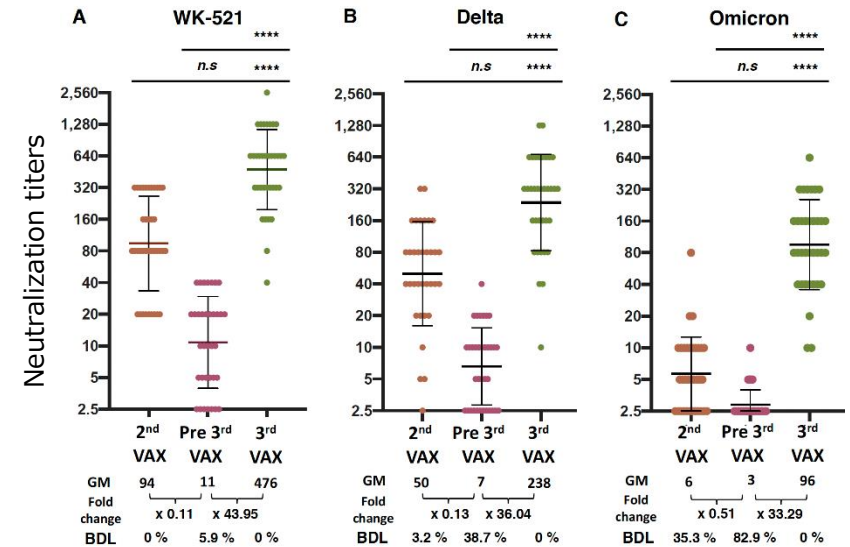 A
WK-521
****
n.s
****
2,560
1,280
640
320
160
80
40
20
10
5
2.5
Neutralization titers
2nd VAX
Pre 3rd VAX
3rd VAX
GM 94 11 476
Fold change x 0.11 x 43.95
BDL 0 % 5.9 % 0 %
B
Delta
****
n.s
****
2,560
1,280
640
320
160
80
40
20
10
5
2.5
2nd VAX
Pre 3rd VAX
3rd VAX
GM 50 7 238
Fold change x 0.13 x 36.04
BDL 3.2 % 38.7 % 0 %
C
Omicron
****
n.s
****
2,560
1,280
640
320
160
80
40
20
10
5
2.5
2nd VAX
Pre 3rd VAX
3rd VAX
GM 6 3 96
Fold change x 0.51 x 33.29
BDL 35.3 % 82.9 % 0 %